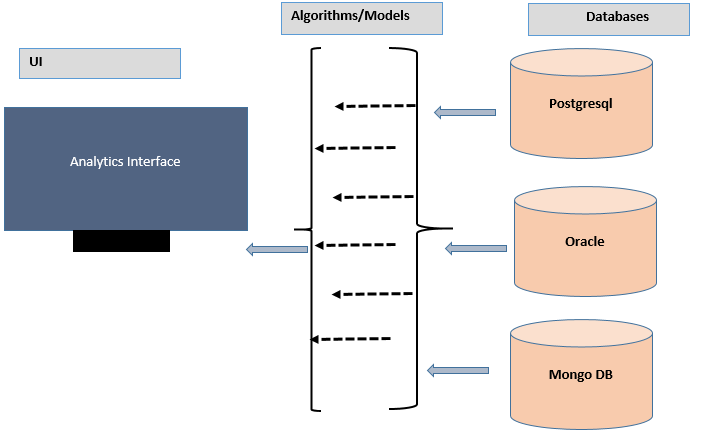 Algorithms/Models
Databases
UI
Postgresql
Analytics Interface
Oracle
Mongo DB